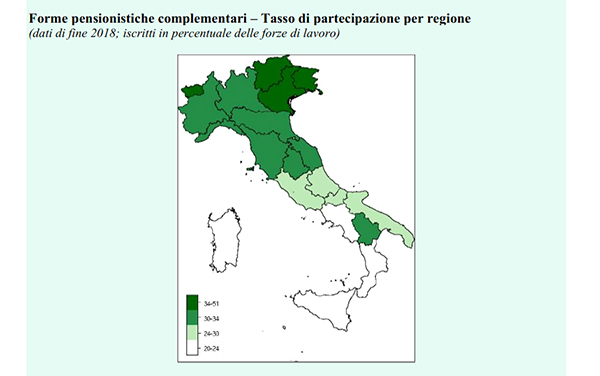 Forme pensionistiche complementari – Tasso di partecipazione per regione
(dati di fine 2018; iscritti in percentuale delle forze di lavoro)
34-51
30-34
24-30
20-24